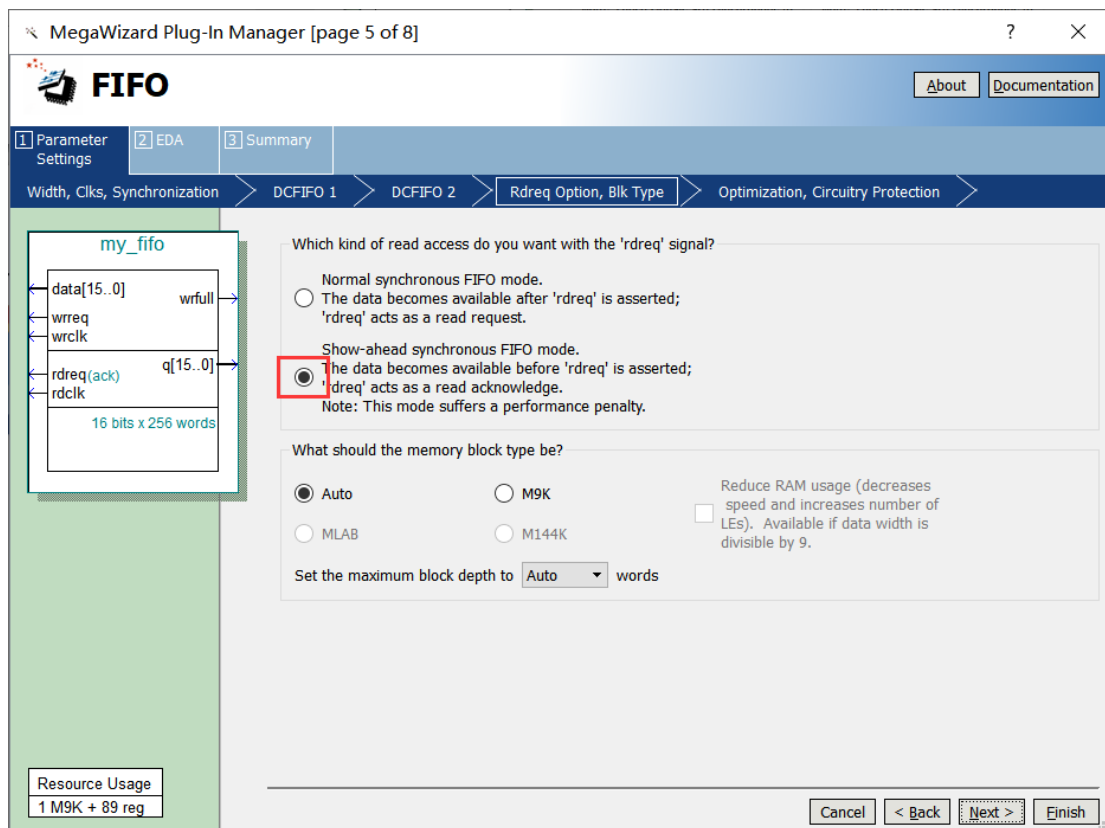 MegaWizard Plug-In Manager [page 5 of 8]
?
FIFO
About
Documentation
1 Parameter Settings
2 EDA
3 Summary
Width, Clks, Synchronization
DCFIFO 1
DCFIFO 2
Rdreq Option, Blk Type
Optimization, Circuitry Protection
my_fifo
data[15..0]
wrfull
wrreq
wrclk
q[15..0]
rdreq(ack)
rdclk
16 bits x 256 words
Which kind of read access do you want with the 'rdreq' signal?
Normal synchronous FIFO mode.
The data becomes available after 'rdreq' is asserted;
'rdreq' acts as a read request.
Show-ahead synchronous FIFO mode.
The data becomes available before 'rdreq' is asserted;
'rdreq' acts as a read acknowledge.
Note: This mode suffers a performance penalty.
What should the memory block type be?
Auto
M9K
MLAB
M144K
Reduce RAM usage (decreases
speed and increases number of
LEs). Available if data width is
divisible by 9.
Set the maximum block depth to Auto words
Resource Usage
1 M9K + 89 reg
Cancel
< Back
Next >
Finish